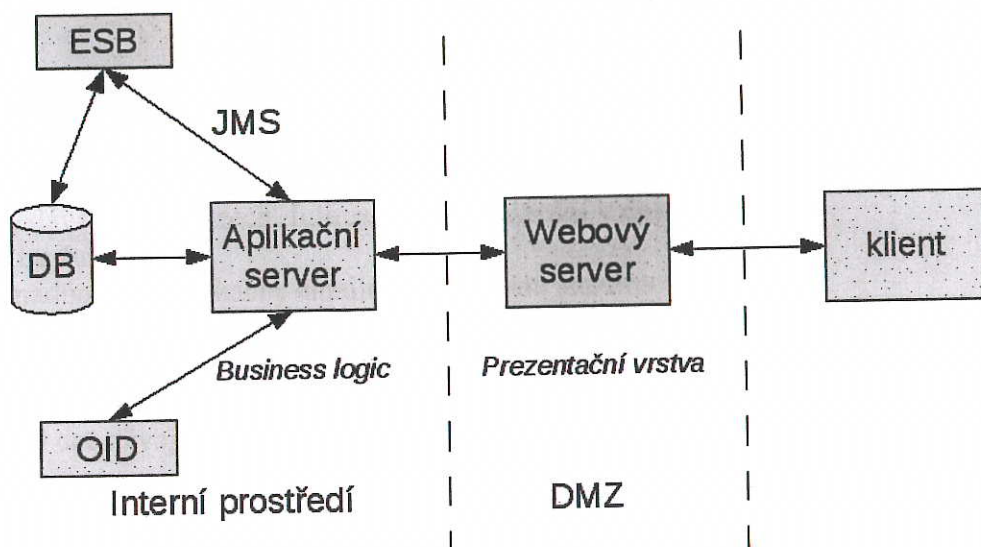 ESB
JMS
DB
Aplikační
server
Webový
server
klient
Business logic
Prezentační vrstva
OID
Interní prostředí
DMZ